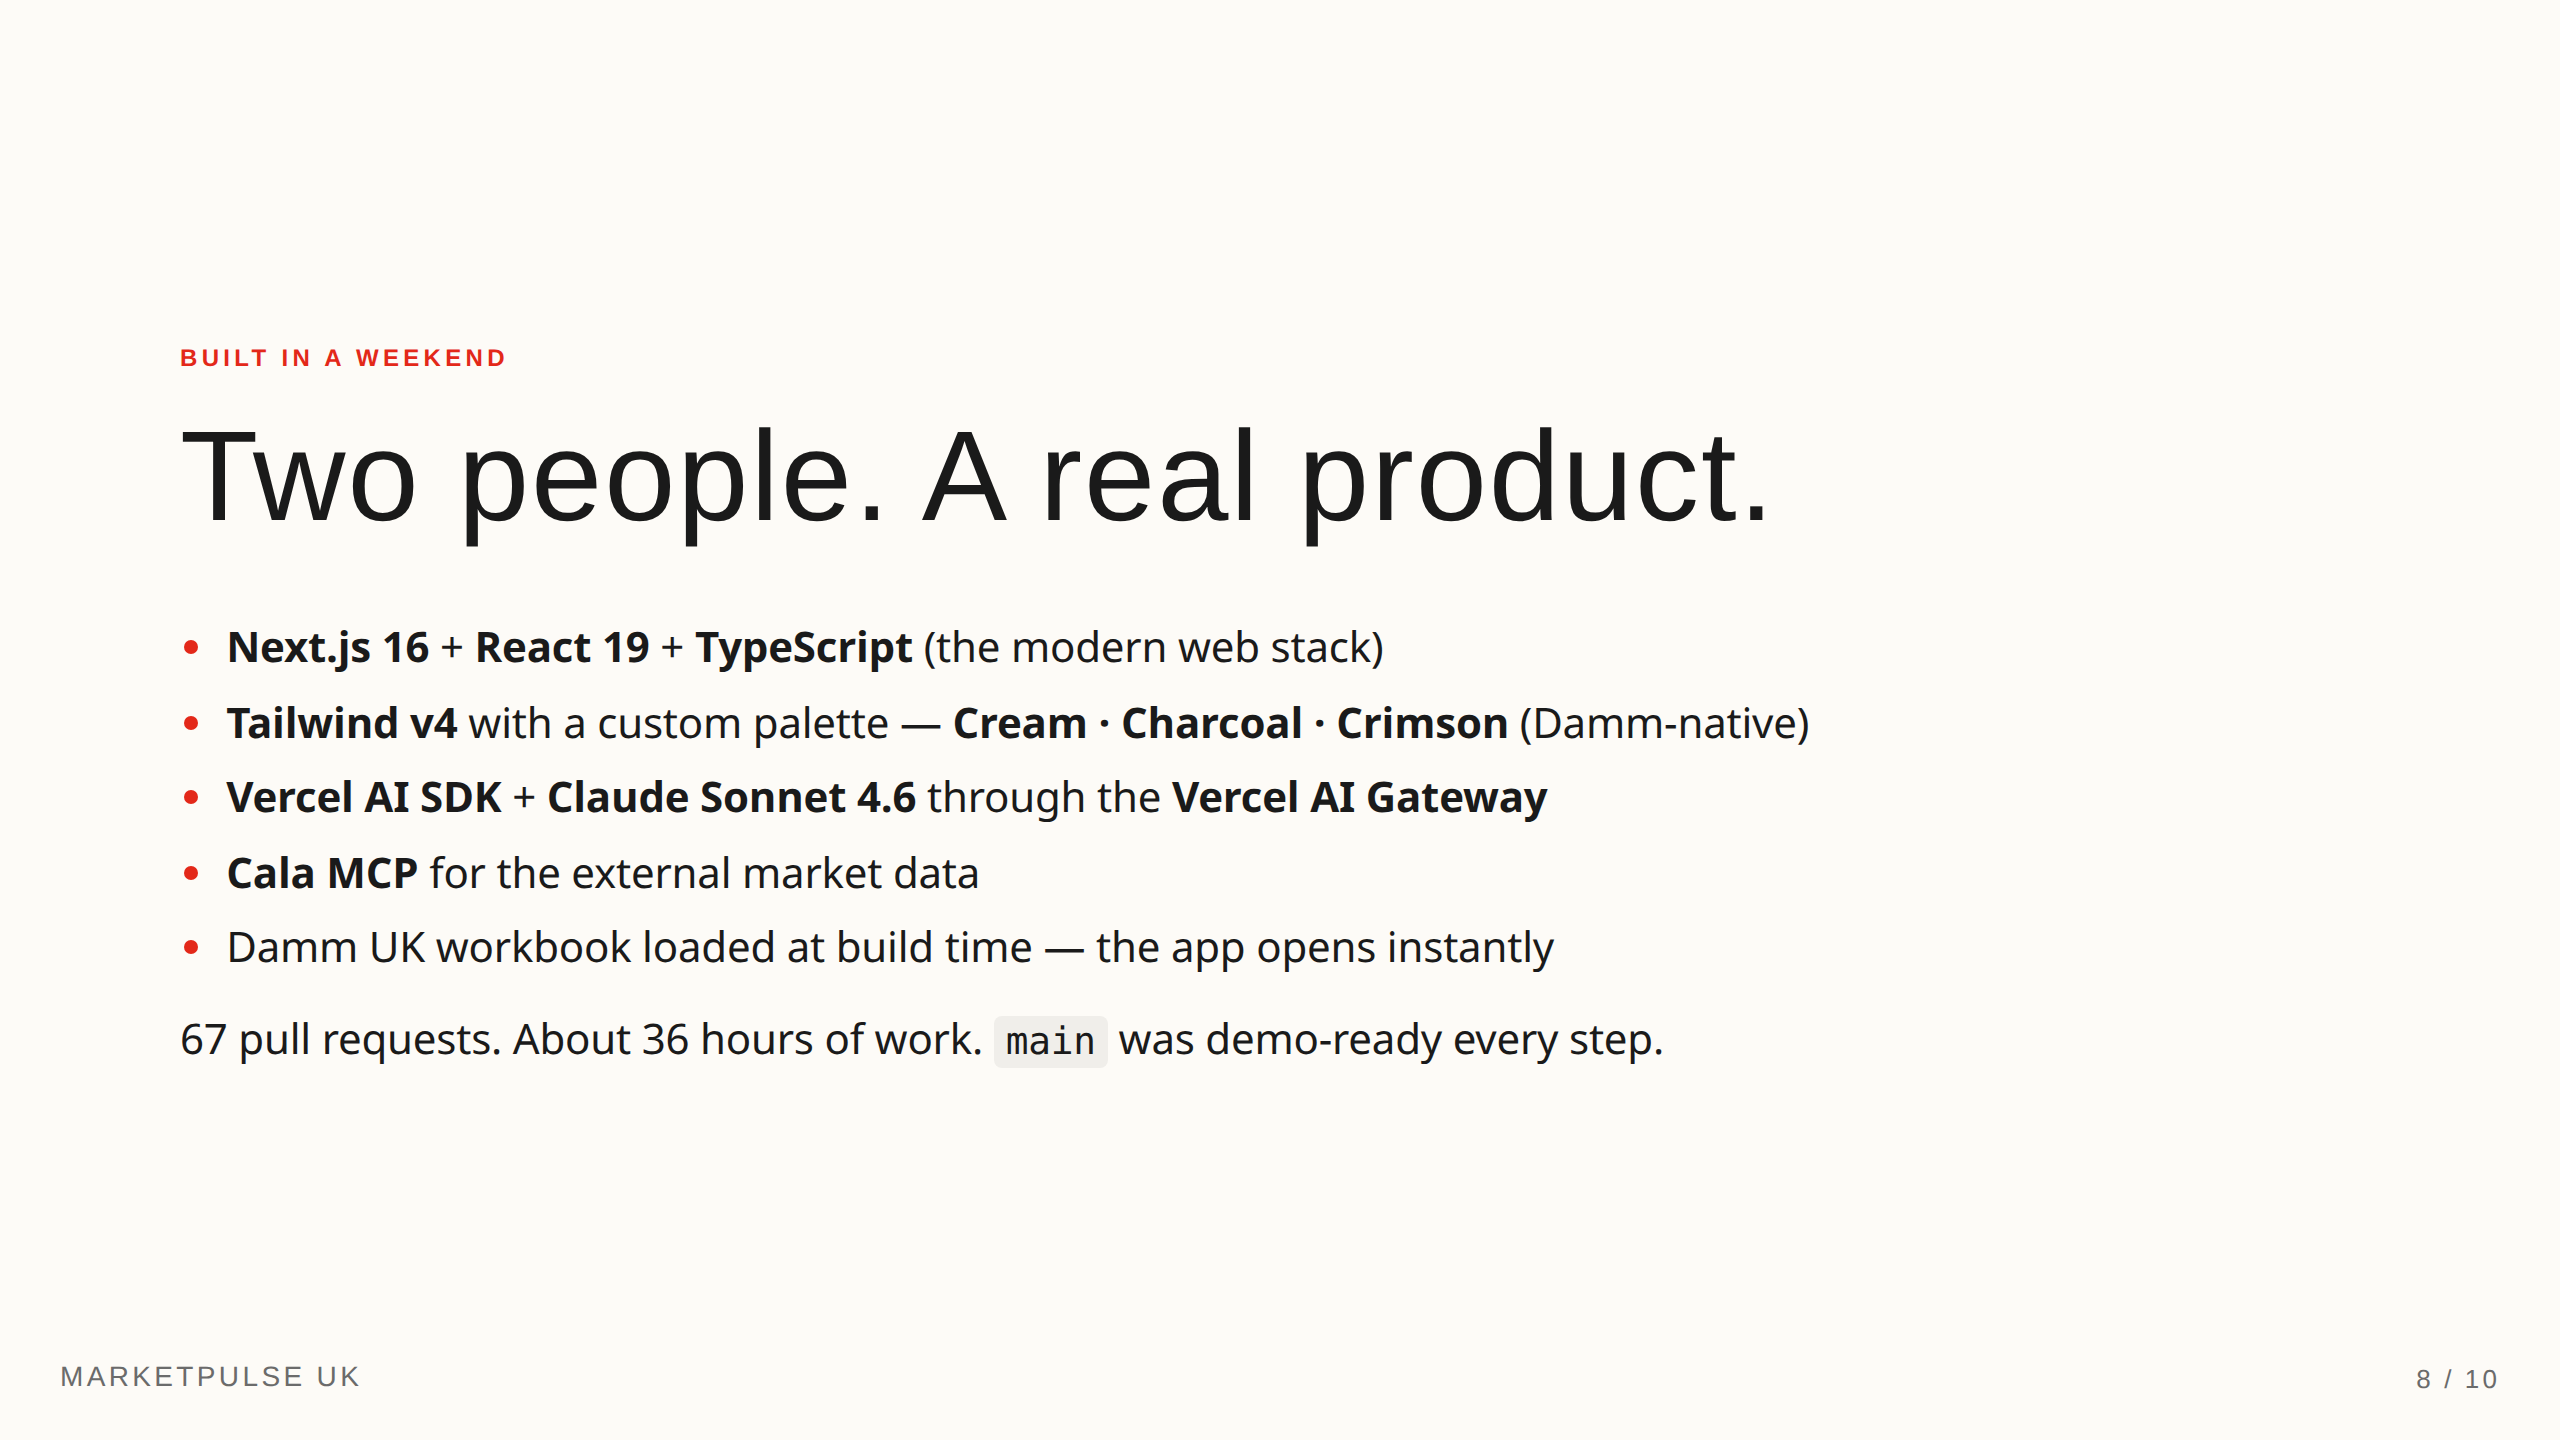 BUILT IN A WEEKEND
Two people. A real product.
• Next.js 16 + React 19 + TypeScript (the modern web stack)
• Tailwind v4 with a custom palette — Cream · Charcoal · Crimson (Damm-native)
• Vercel AI SDK + Claude Sonnet 4.6 through the Vercel AI Gateway
• Cala MCP for the external market data
• Damm UK workbook loaded at build time — the app opens instantly
67 pull requests. About 36 hours of work. main was demo-ready every step.
MARKETPULSE UK
8 / 10